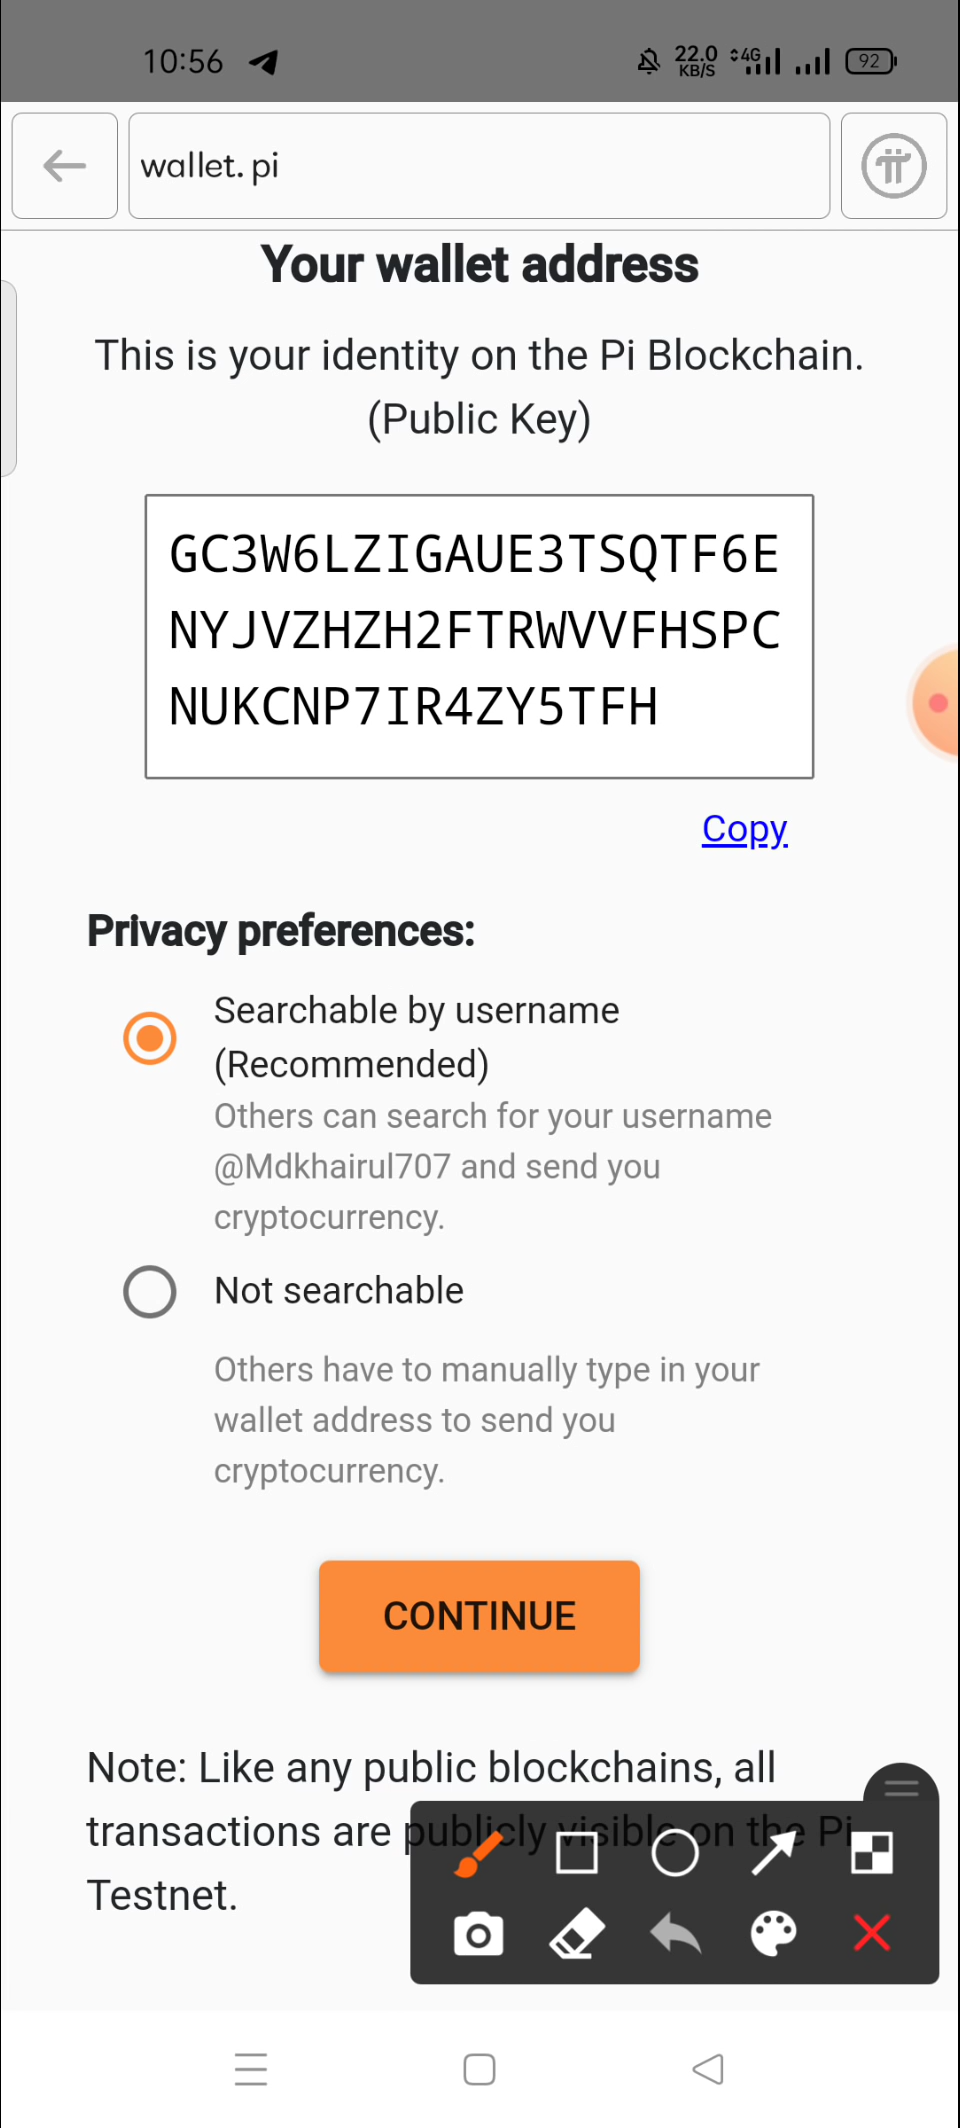 10:56
22.0
KB/S
4G
92
wallet.pi
Your wallet address
This is your identity on the Pi Blockchain.
(Public Key)
GC3W6LZIGAUE3TSQTF6E
NYJVZHZH2FTRWVVFHSPC
NUKCNP7IR4ZY5TFH
Copy
Privacy preferences:
Searchable by username
(Recommended)
Others can search for your username
@Mdkhairul707 and send you
cryptocurrency.
Not searchable
Others have to manually type in your
wallet address to send you
cryptocurrency.
CONTINUE
Note: Like any public blockchains, all
transactions are publicly visible on the Pi
Testnet.